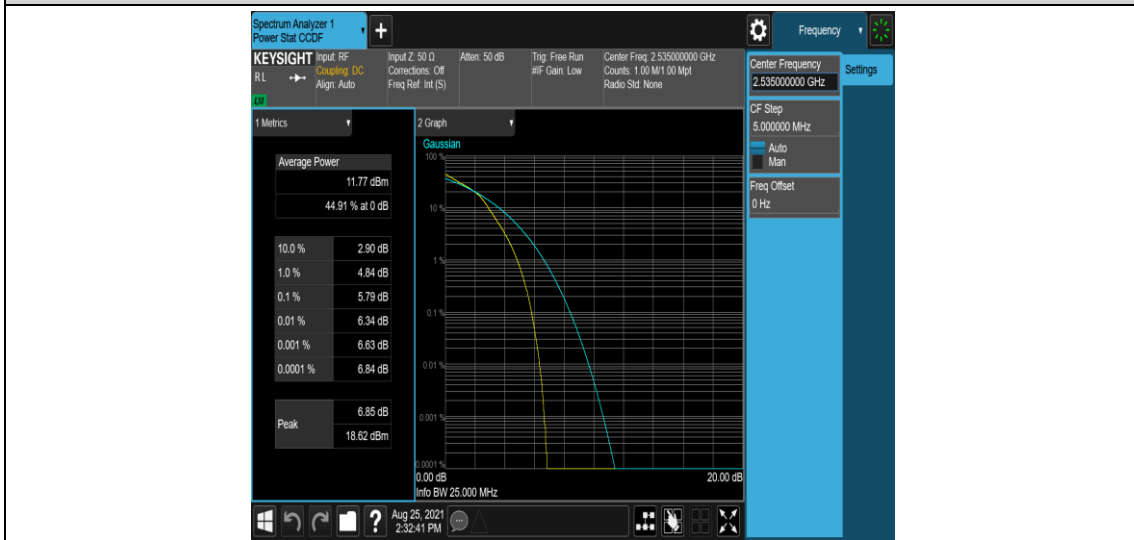 Spectrum Analyzer 1
Power Stat CCDF
+
Frequency
KEYSIGHT
RL
LXI
Input: RF
Coupling: DC
Align: Auto
Input Z: 50 Ω
Corrections: Off
Freq Ref: Int (S)
Atten: 50 dB
Trig: Free Run
#IF Gain: Low
Center Freq: 2.535000000 GHz
Counts: 1.00 M/1.00 Mpt
Radio Std: None
Center Frequency
2.535000000 GHz
Settings
CF Step
5.000000 MHz
Auto
Man
Freq Offset
0 Hz
1 Metrics
Average Power
11.77 dBm
44.91 % at 0 dB
10.0 % 2.90 dB
1.0 % 4.84 dB
0.1 % 5.79 dB
0.01 % 6.34 dB
0.001 % 6.63 dB
0.0001 % 6.84 dB
Peak
6.85 dB
18.62 dBm
2 Graph
Gaussian
100 %
10 %
1 %
0.1 %
0.01 %
0.001 %
0.0001 %
0.00 dB 20.00 dB
Info BW 25.000 MHz
?
Aug 25, 2021
2:32:41 PM